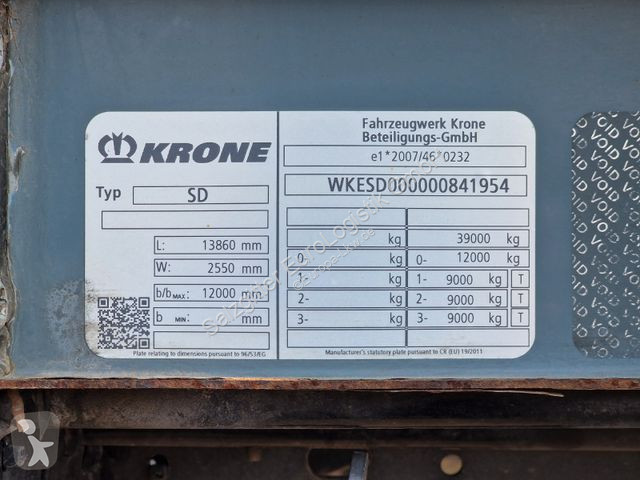 KRONE
Typ SD
L: 13860 mm
W: 2550 mm
b/b MAX: 12000 mm
b MIN: mm
Plate relating to dimensions pursuant to 96/53/EG
Fahrzeugwerk Krone
Beteiligungs-GmbH
e1*2007/46*0232
WKESD000000841954
kg 39000 kg
0- kg 0- 12000 kg
1- kg 1- 9000 kg T
2- kg 2- 9000 kg T
3- kg 3- 9000 kg T
Manufacturer's statutory plate pursuant to CR (EU) 19/2011
VOID VOID VOID VOID